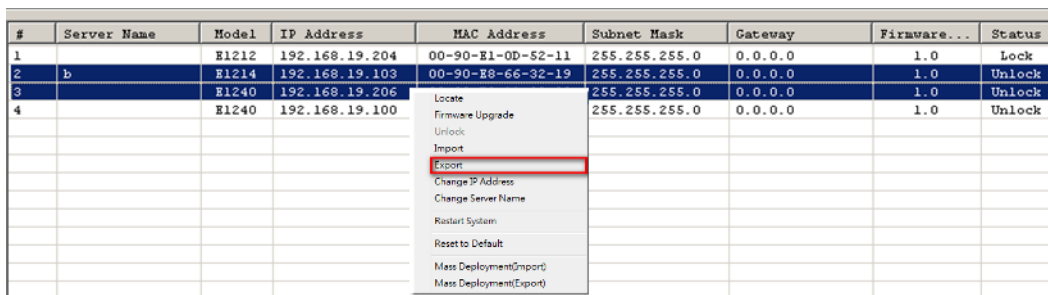 # Server Name Model IP Address MAC Address Subnet Mask Gateway Firmware... Status
1 E1212 192.168.19.204 00-90-E1-0D-52-11 255.255.255.0 0.0.0.0 1.0 Lock
2 b E1214 192.168.19.103 00-90-E8-66-32-19 255.255.255.0 0.0.0.0 1.0 Unlock
3 E1240 192.168.19.206 255.255.255.0 0.0.0.0 1.0 Unlock
4 E1240 192.168.19.100 255.255.255.0 0.0.0.0 1.0 Unlock
Locate
Firmware Upgrade
Unlock
Import
Export
Change IP Address
Change Server Name
Restart System
Reset to Default
Mass Deployment(Import)
Mass Deployment(Export)